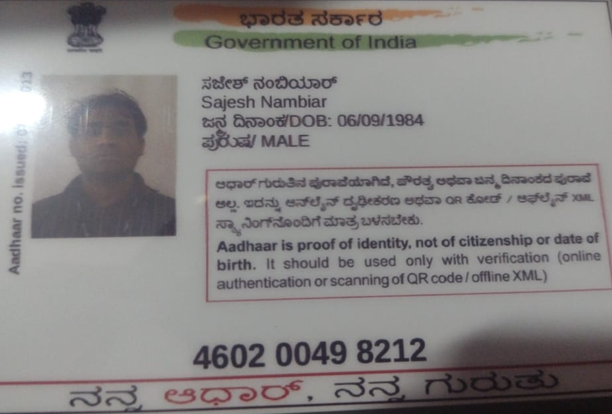 ಭಾರತ ಸರ್ಕಾರ
Government of India
ಸಜೇಶ್ ನಂಬಿಯಾರ್
Sajesh Nambiar
ಜನ್ಮ ದಿನಾಂಕ/DOB: 06/09/1984
ಪುರುಷ/ MALE
Aadhaar no. issued:
ಆಧಾರ್ ಗುರುತಿನ ಪುರಾವೆಯಾಗಿದೆ, ಪೌರತ್ವ ಅಥವಾ ಜನ್ಮ ದಿನಾಂಕದ ಪುರಾವೆ
ಅಲ್ಲ. ಇದನ್ನು ಆನ್‌ಲೈನ್ ದೃಢೀಕರಣ ಅಥವಾ QR ಕೋಡ್ / ಆಫ್‌ಲೈನ್ XML
ಸ್ಕ್ಯಾನಿಂಗ್‌ನೊಂದಿಗೆ ಮಾತ್ರ ಬಳಸಬೇಕು.
Aadhaar is proof of identity, not of citizenship or date of
birth. It should be used only with verification (online
authentication or scanning of QR code / offline XML)
4602 0049 8212
ನನ್ನ ಆಧಾರ್, ನನ್ನ ಗುರುತು